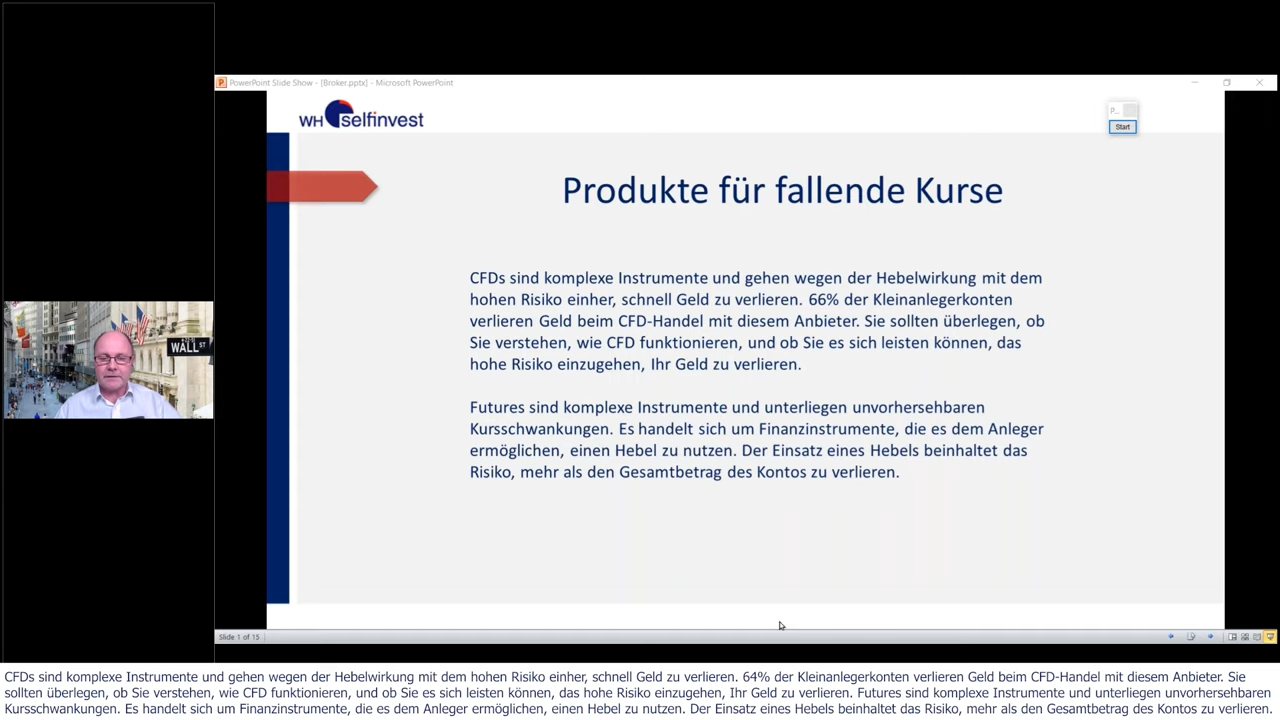 PowerPoint Slide Show - [Broker.pptx] - Microsoft PowerPoint
WH selfinvest
P...
Start
Produkte für fallende Kurse
CFDs sind komplexe Instrumente und gehen wegen der Hebelwirkung mit dem
hohen Risiko einher, schnell Geld zu verlieren. 66% der Kleinanlegerkonten
verlieren Geld beim CFD-Handel mit diesem Anbieter. Sie sollten überlegen, ob
Sie verstehen, wie CFD funktionieren, und ob Sie es sich leisten können, das
hohe Risiko einzugehen, Ihr Geld zu verlieren.
Futures sind komplexe Instrumente und unterliegen unvorhersehbaren
Kursschwankungen. Es handelt sich um Finanzinstrumente, die es dem Anleger
ermöglichen, einen Hebel zu nutzen. Der Einsatz eines Hebels beinhaltet das
Risiko, mehr als den Gesamtbetrag des Kontos zu verlieren.
WALL ST
Slide 1 of 15
CFDs sind komplexe Instrumente und gehen wegen der Hebelwirkung mit dem hohen Risiko einher, schnell Geld zu verlieren. 64% der Kleinanlegerkonten verlieren Geld beim CFD-Handel mit diesem Anbieter. Sie
sollten überlegen, ob Sie verstehen, wie CFD funktionieren, und ob Sie es sich leisten können, das hohe Risiko einzugehen, Ihr Geld zu verlieren. Futures sind komplexe Instrumente und unterliegen unvorhersehbaren
Kursschwankungen. Es handelt sich um Finanzinstrumente, die es dem Anleger ermöglichen, einen Hebel zu nutzen. Der Einsatz eines Hebels beinhaltet das Risiko, mehr als den Gesamtbetrag des Kontos zu verlieren.